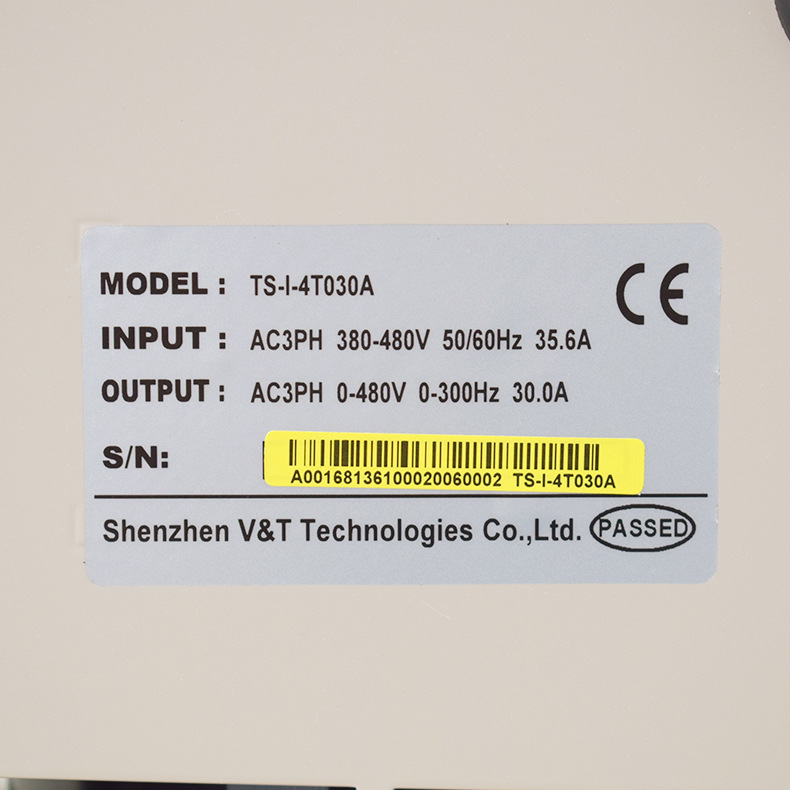 MODEL : TS-I-4T030A
CE
INPUT : AC3PH 380-480V 50/60Hz 35.6A
OUTPUT : AC3PH 0-480V 0-300Hz 30.0A
S/N:
A00168136100020060002 TS-I-4T030A
Shenzhen V&T Technologies Co.,Ltd. PASSED